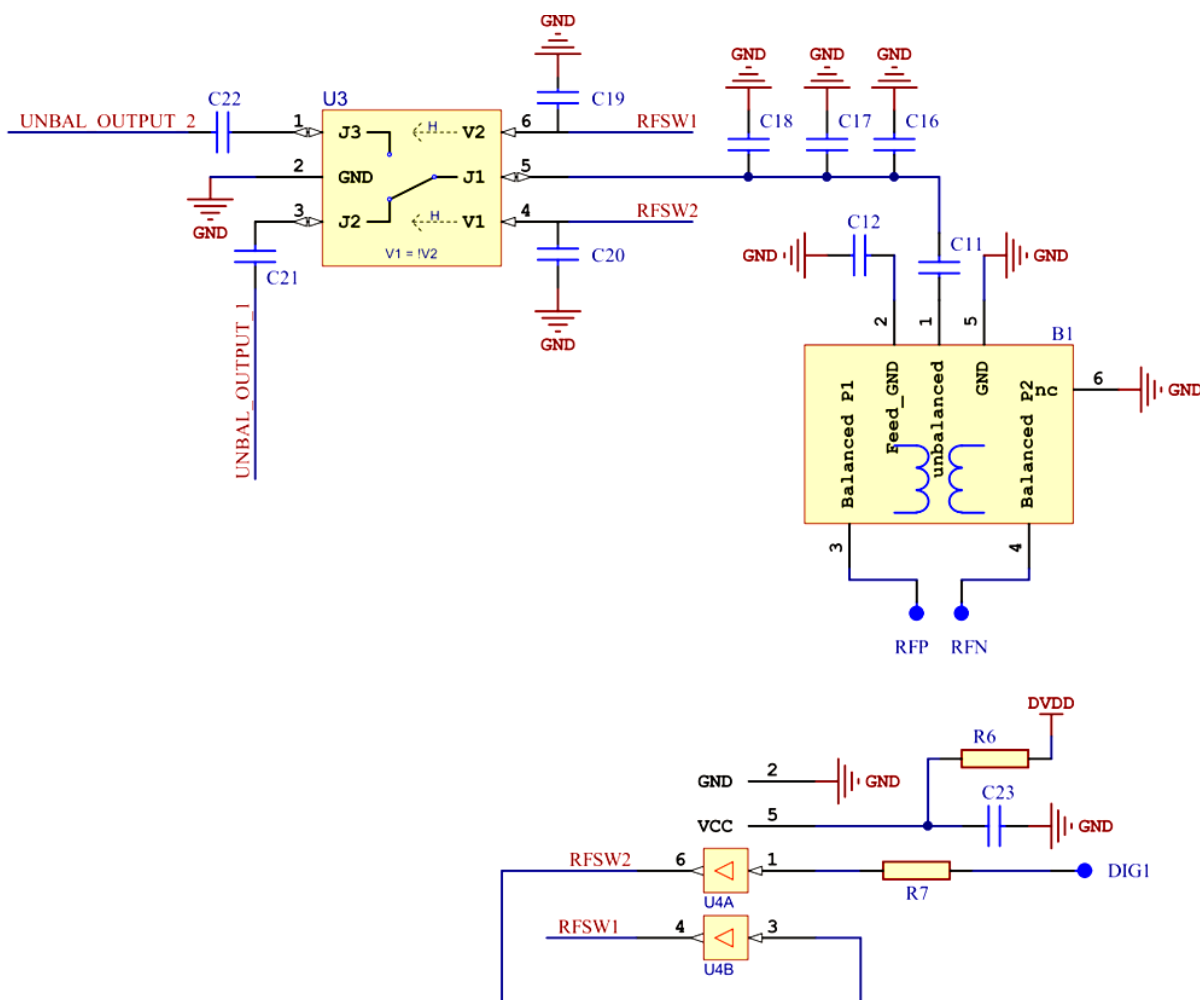 GND
GND GND GND
U3
C22
C19
C18 C17 C16
UNBAL_OUTPUT_2
1 J3 H V2 6
RFSW1
2 GND J1 5
GND
3 J2 H V1 4
RFSW2
V1 = !V2
C21
C20
GND
UNBAL_OUTPUT_1
GND C12
C11
GND
2 1 5
B1
Balanced P1
Feed_GND
unbalanced
GND
Balanced P2
nc
6
GND
3 4
RFP RFN
DVDD
R6
GND 2 GND
C23
VCC 5 GND
RFSW2 6 1
DIG1
U4A
R7
RFSW1 4 3
U4B